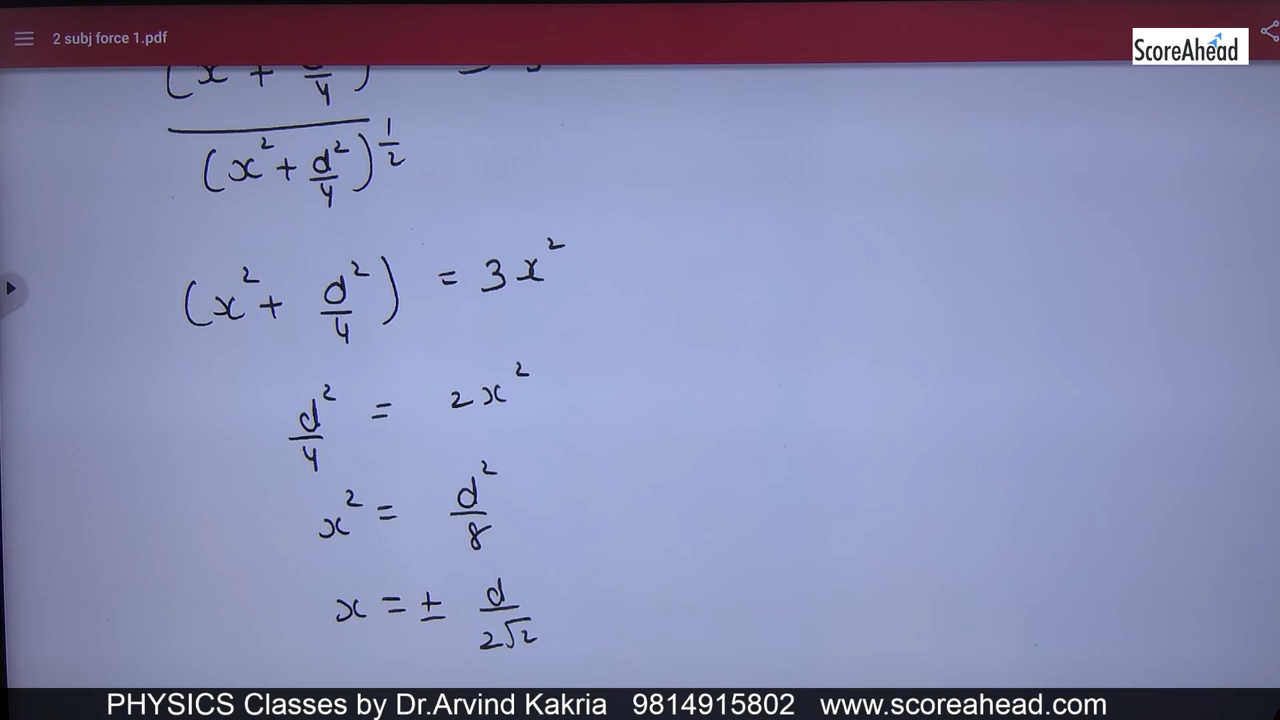 2 subj force 1.pdf
ScoreAhead
(x + /4)
(x² + d²/4)^1/2
(x² + d²/4) = 3x²
d²/4 = 2x²
x² = d²/8
x = ± d/2√2
PHYSICS Classes by Dr.Arvind Kakria 9814915802 www.scoreahead.com